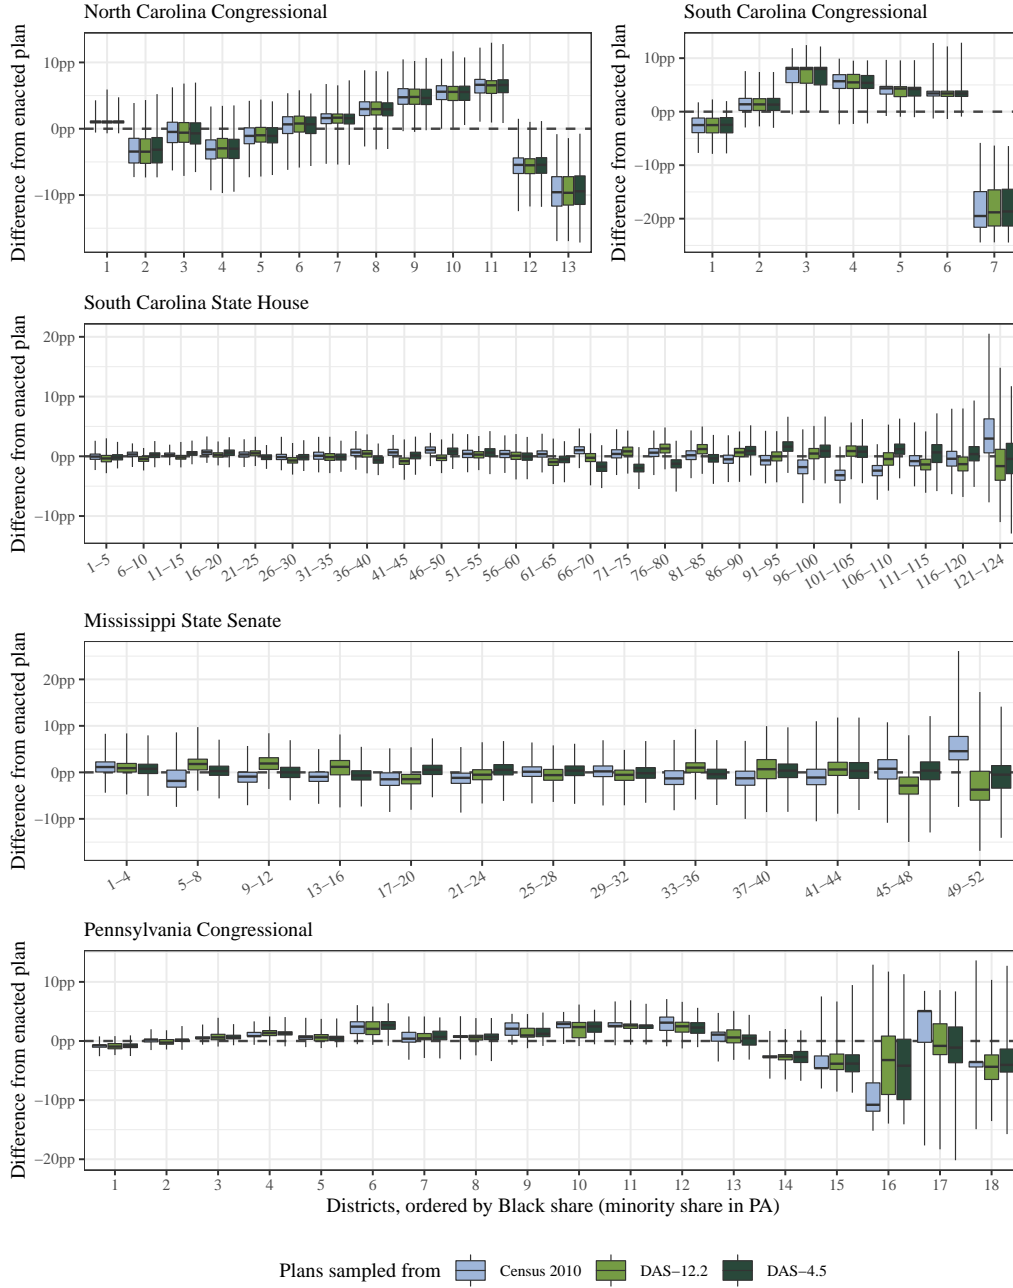 North Carolina Congressional
Difference from enacted plan
10pp
0pp
−10pp
1 2 3 4 5 6 7 8 9 10 11 12 13
South Carolina Congressional
Difference from enacted plan
10pp
0pp
−10pp
−20pp
1 2 3 4 5 6 7
South Carolina State House
Difference from enacted plan
20pp
10pp
0pp
−10pp
1–5 6–10 11–15 16–20 21–25 26–30 31–35 36–40 41–45 46–50 51–55 56–60 61–65 66–70 71–75 76–80 81–85 86–90 91–95 96–100 101–105 106–110 111–115 116–120 121–124
Mississippi State Senate
Difference from enacted plan
20pp
10pp
0pp
−10pp
1–4 5–8 9–12 13–16 17–20 21–24 25–28 29–32 33–36 37–40 41–44 45–48 49–52
Pennsylvania Congressional
Difference from enacted plan
10pp
0pp
−10pp
−20pp
1 2 3 4 5 6 7 8 9 10 11 12 13 14 15 16 17 18
Districts, ordered by Black share (minority share in PA)
Plans sampled from Census 2010 DAS−12.2 DAS−4.5